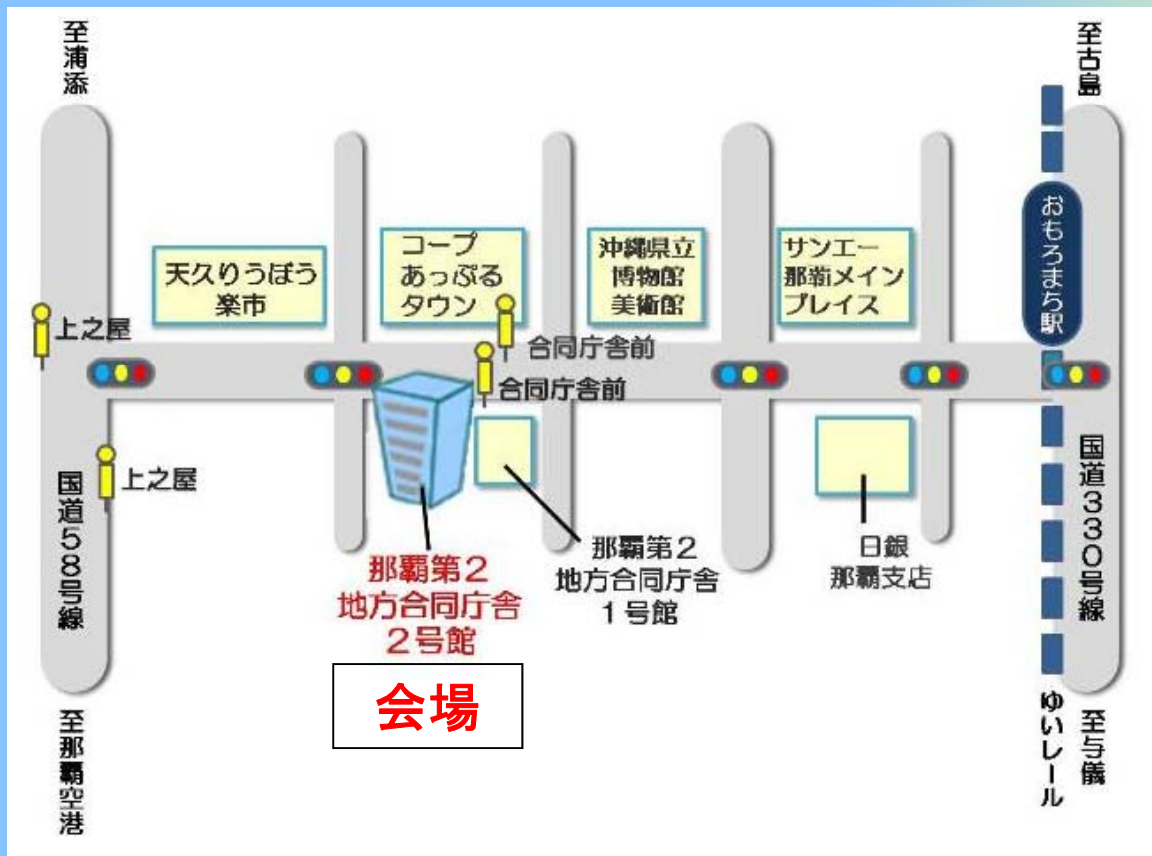 至浦添
至古島
おもろまち駅
天久りうぼう
楽市
コープ
あっぷる
タウン
沖縄県立
博物館
美術館
サンエー
那覇メイン
プレイス
上之屋
合同庁舎前
合同庁舎前
上之屋
国道58号線
国道330号線
那覇第2
地方合同庁舎
2号館
那覇第2
地方合同庁舎
1号館
日銀
那覇支店
会場
至那覇空港
ゆいレール
至与儀